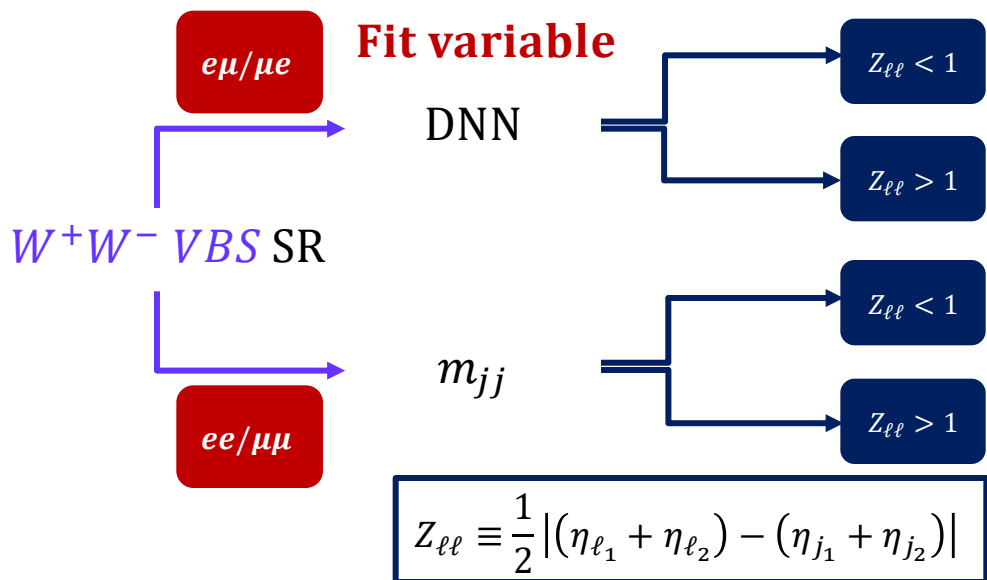 eμ/μe
Fit variable
Z_ℓℓ < 1
DNN
Z_ℓℓ > 1
W⁺W⁻ VBS SR
Z_ℓℓ < 1
m_jj
Z_ℓℓ > 1
ee/μμ
Z_ℓℓ ≡ 1/2 |(η_ℓ₁ + η_ℓ₂) − (η_j₁ + η_j₂)|